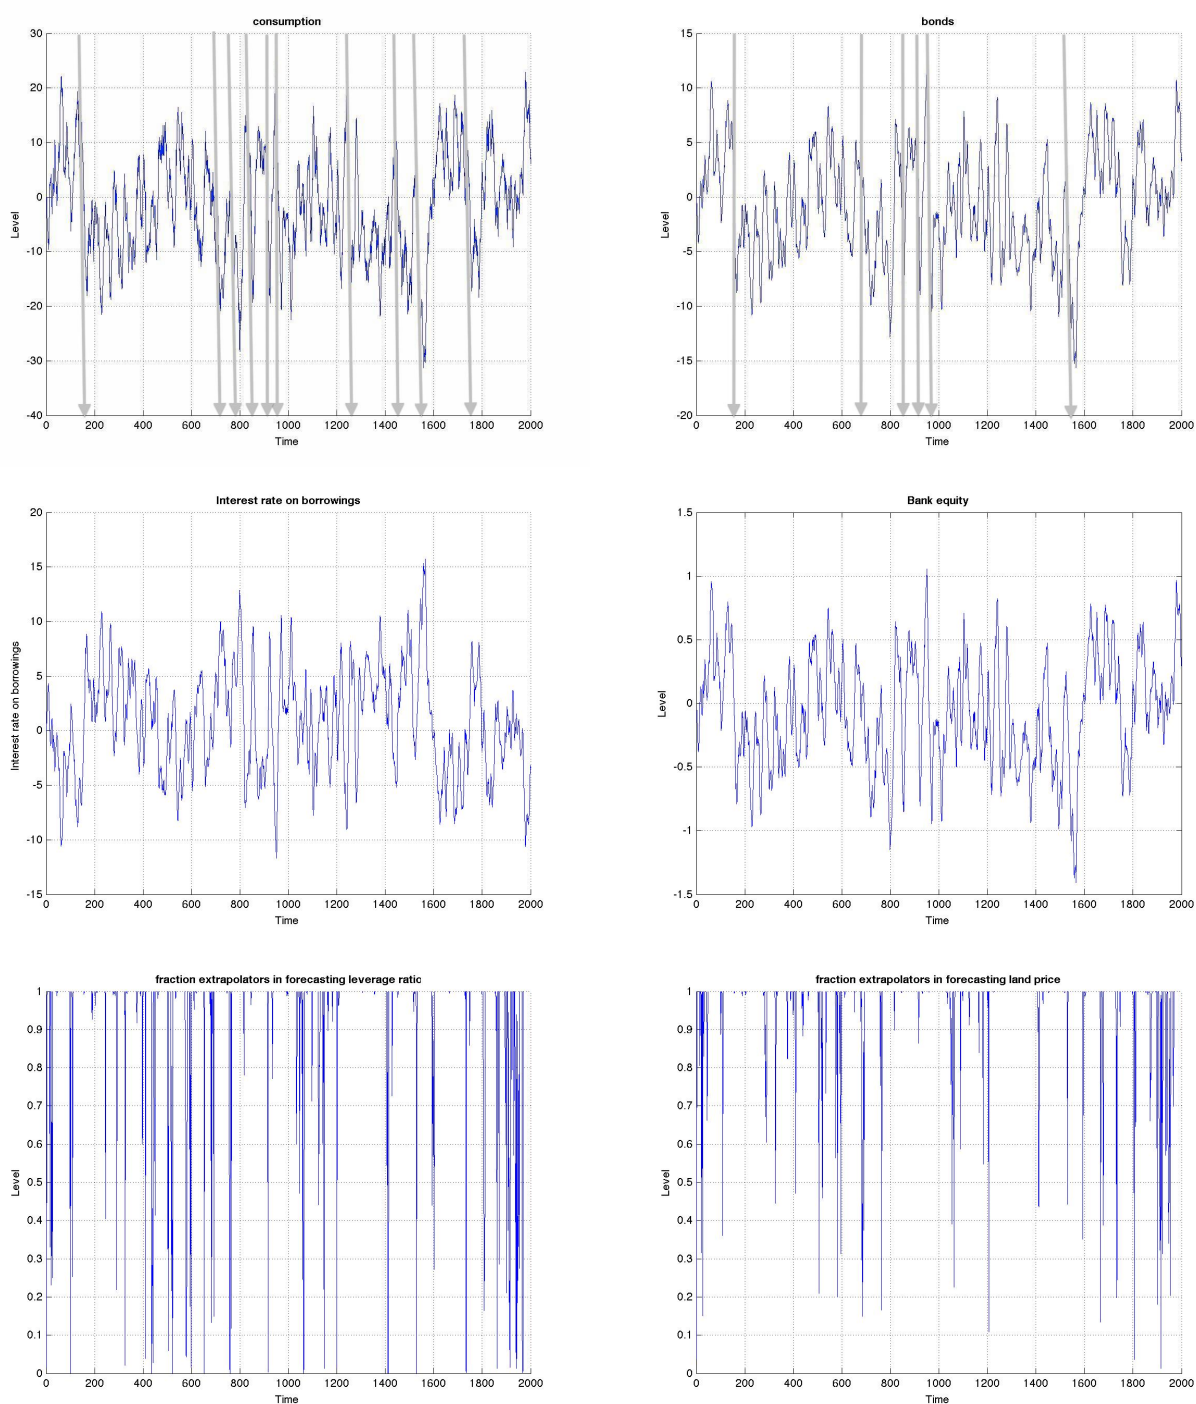 consumption
30
20
10
0
-10
-20
-30
-40
Level
0 200 400 600 800 1000 1200 1400 1600 1800 2000
Time
bonds
15
10
5
0
-5
-10
-15
-20
Level
0 200 400 600 800 1000 1200 1400 1600 1800 2000
Time
Interest rate on borrowings
20
15
10
5
0
-5
-10
-15
Interest rate on borrowings
0 200 400 600 800 1000 1200 1400 1600 1800 2000
Time
Bank equity
1.5
1
0.5
0
-0.5
-1
-1.5
Level
0 200 400 600 800 1000 1200 1400 1600 1800 2000
Time
fraction extrapolators in forecasting leverage ratio
1
0.9
0.8
0.7
0.6
0.5
0.4
0.3
0.2
0.1
0
Level
0 200 400 600 800 1000 1200 1400 1600 1800 2000
Time
fraction extrapolators in forecasting land price
1
0.9
0.8
0.7
0.6
0.5
0.4
0.3
0.2
0.1
0
Level
0 200 400 600 800 1000 1200 1400 1600 1800 2000
Time